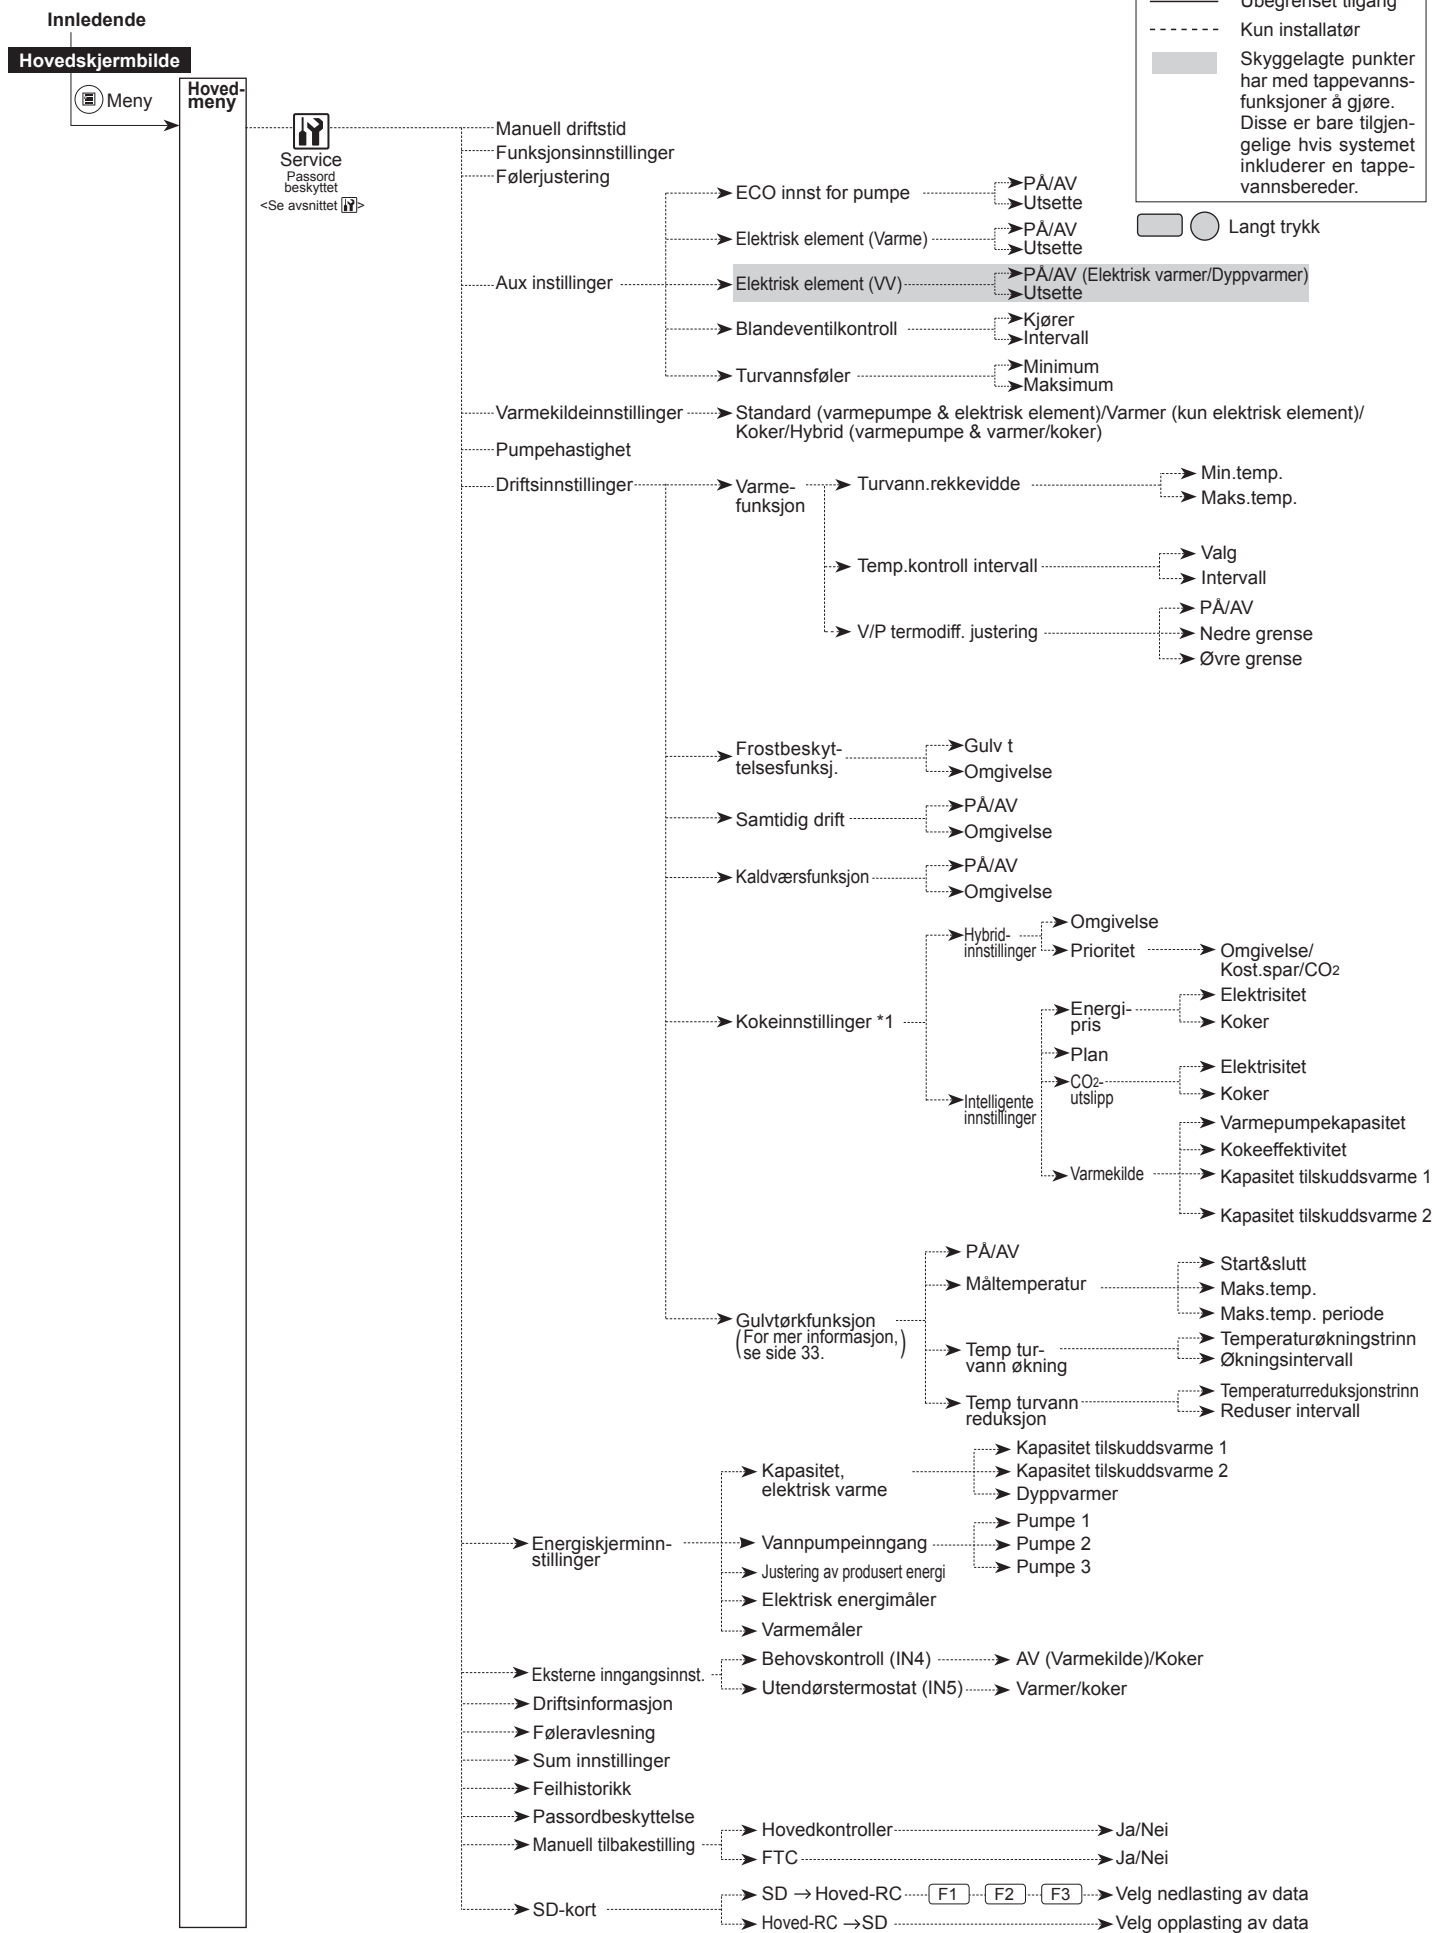 Innledende
Hovedskjermbilde
Meny
Hoved-
meny
Service
Passord
beskyttet
<Se avsnittet >
Ubegrenset tilgang
Kun installatør
Skyggelagte punkter
har med tappevanns-
funksjoner å gjøre.
Disse er bare tilgjen-
gelige hvis systemet
inkluderer en tappe-
vannsbereder.
Langt trykk
Manuell driftstid
Funksjonsinnstillinger
Følerjustering
Aux instillinger
ECO innst for pumpe
PÅ/AV
Utsette
Elektrisk element (Varme)
PÅ/AV
Utsette
Elektrisk element (VV)
PÅ/AV (Elektrisk varmer/Dyppvarmer)
Utsette
Blandeventilkontroll
Kjører
Intervall
Turvannsføler
Minimum
Maksimum
Varmekildeinnstillinger
Standard (varmepumpe & elektrisk element)/Varmer (kun elektrisk element)/
Koker/Hybrid (varmepumpe & varmer/koker)
Pumpehastighet
Driftsinnstillinger
Varme-
funksjon
Turvann.rekkevidde
Min.temp.
Maks.temp.
Temp.kontroll intervall
Valg
Intervall
V/P termodiff. justering
PÅ/AV
Nedre grense
Øvre grense
Frostbeskyt-
telsesfunksj.
Gulv t
Omgivelse
Samtidig drift
PÅ/AV
Omgivelse
Kaldværsfunksjon
PÅ/AV
Omgivelse
Kokeinnstillinger *1
Hybrid-
innstillinger
Omgivelse
Prioritet
Omgivelse/
Kost.spar/CO2
Intelligente
innstillinger
Energi-
pris
Elektrisitet
Koker
Plan
CO2-
utslipp
Elektrisitet
Koker
Varmekilde
Varmepumpekapasitet
Kokeeffektivitet
Kapasitet tilskuddsvarme 1
Kapasitet tilskuddsvarme 2
Gulvtørkfunksjon
(For mer informasjon,
se side 33.)
PÅ/AV
Måltemperatur
Start&slutt
Maks.temp.
Maks.temp. periode
Temp tur-
vann økning
Temperaturøkningstrinn
Økningsintervall
Temp turvann
reduksjon
Temperaturreduksjonstrinn
Reduser intervall
Energiskjerminn-
stillinger
Kapasitet,
elektrisk varme
Kapasitet tilskuddsvarme 1
Kapasitet tilskuddsvarme 2
Dyppvarmer
Vannpumpeinngang
Pumpe 1
Pumpe 2
Pumpe 3
Justering av produsert energi
Elektrisk energimåler
Varmemåler
Eksterne inngangsinnst.
Behovskontroll (IN4)
AV (Varmekilde)/Koker
Utendørstermostat (IN5)
Varmer/koker
Driftsinformasjon
Føleravlesning
Sum innstillinger
Feilhistorikk
Passordbeskyttelse
Manuell tilbakestilling
Hovedkontroller
Ja/Nei
FTC
Ja/Nei
SD-kort
SD → Hoved-RC F1 F2 F3 Velg nedlasting av data
Hoved-RC → SD Velg opplasting av data